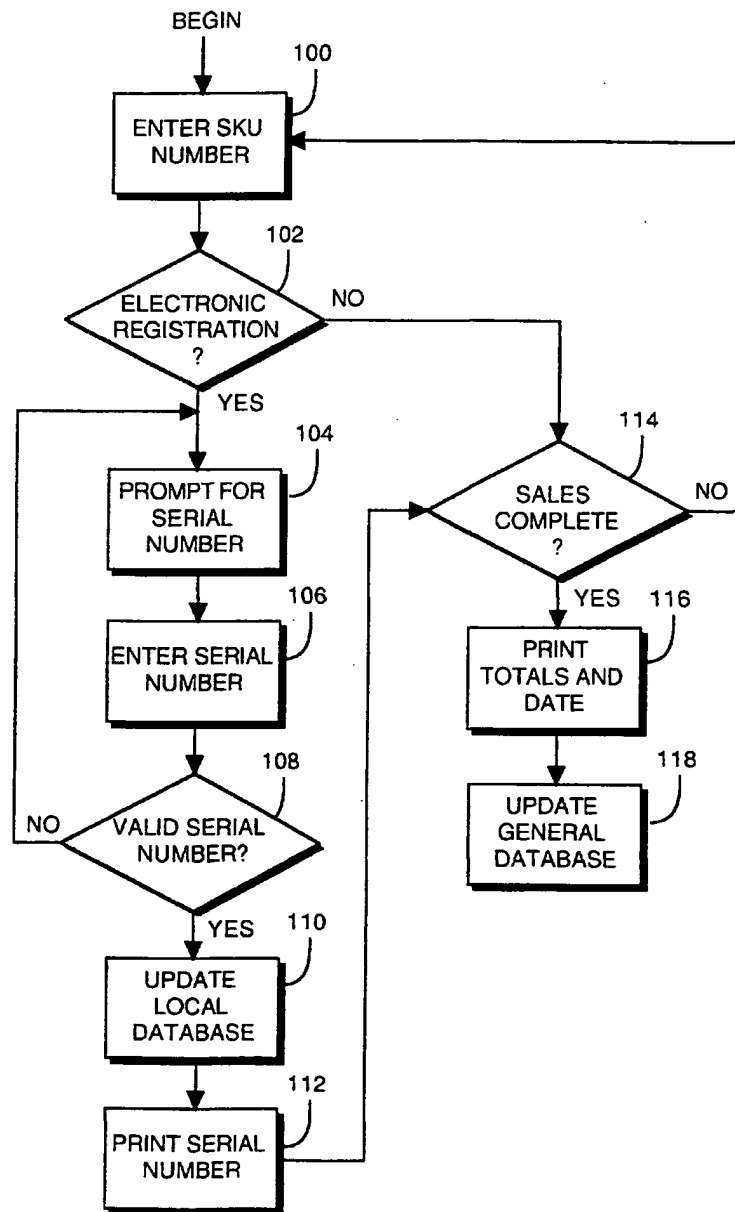 BEGIN
100
ENTER SKU
NUMBER
102
ELECTRONIC
REGISTRATION
?
NO
YES
104
PROMPT FOR
SERIAL
NUMBER
106
ENTER SERIAL
NUMBER
108
VALID SERIAL
NUMBER?
NO
YES
110
UPDATE
LOCAL
DATABASE
112
PRINT SERIAL
NUMBER
114
SALES
COMPLETE
?
NO
YES
116
PRINT
TOTALS AND
DATE
118
UPDATE
GENERAL
DATABASE